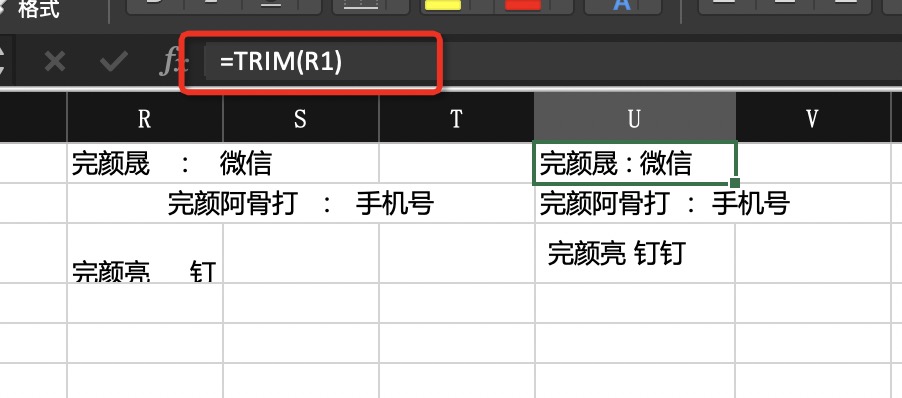 格式
fx =TRIM(R1)
R S T U V
完颜晟 : 微信 完颜晟 : 微信
完颜阿骨打 : 手机号 完颜阿骨打 : 手机号
完颜亮 钉 完颜亮 钉钉